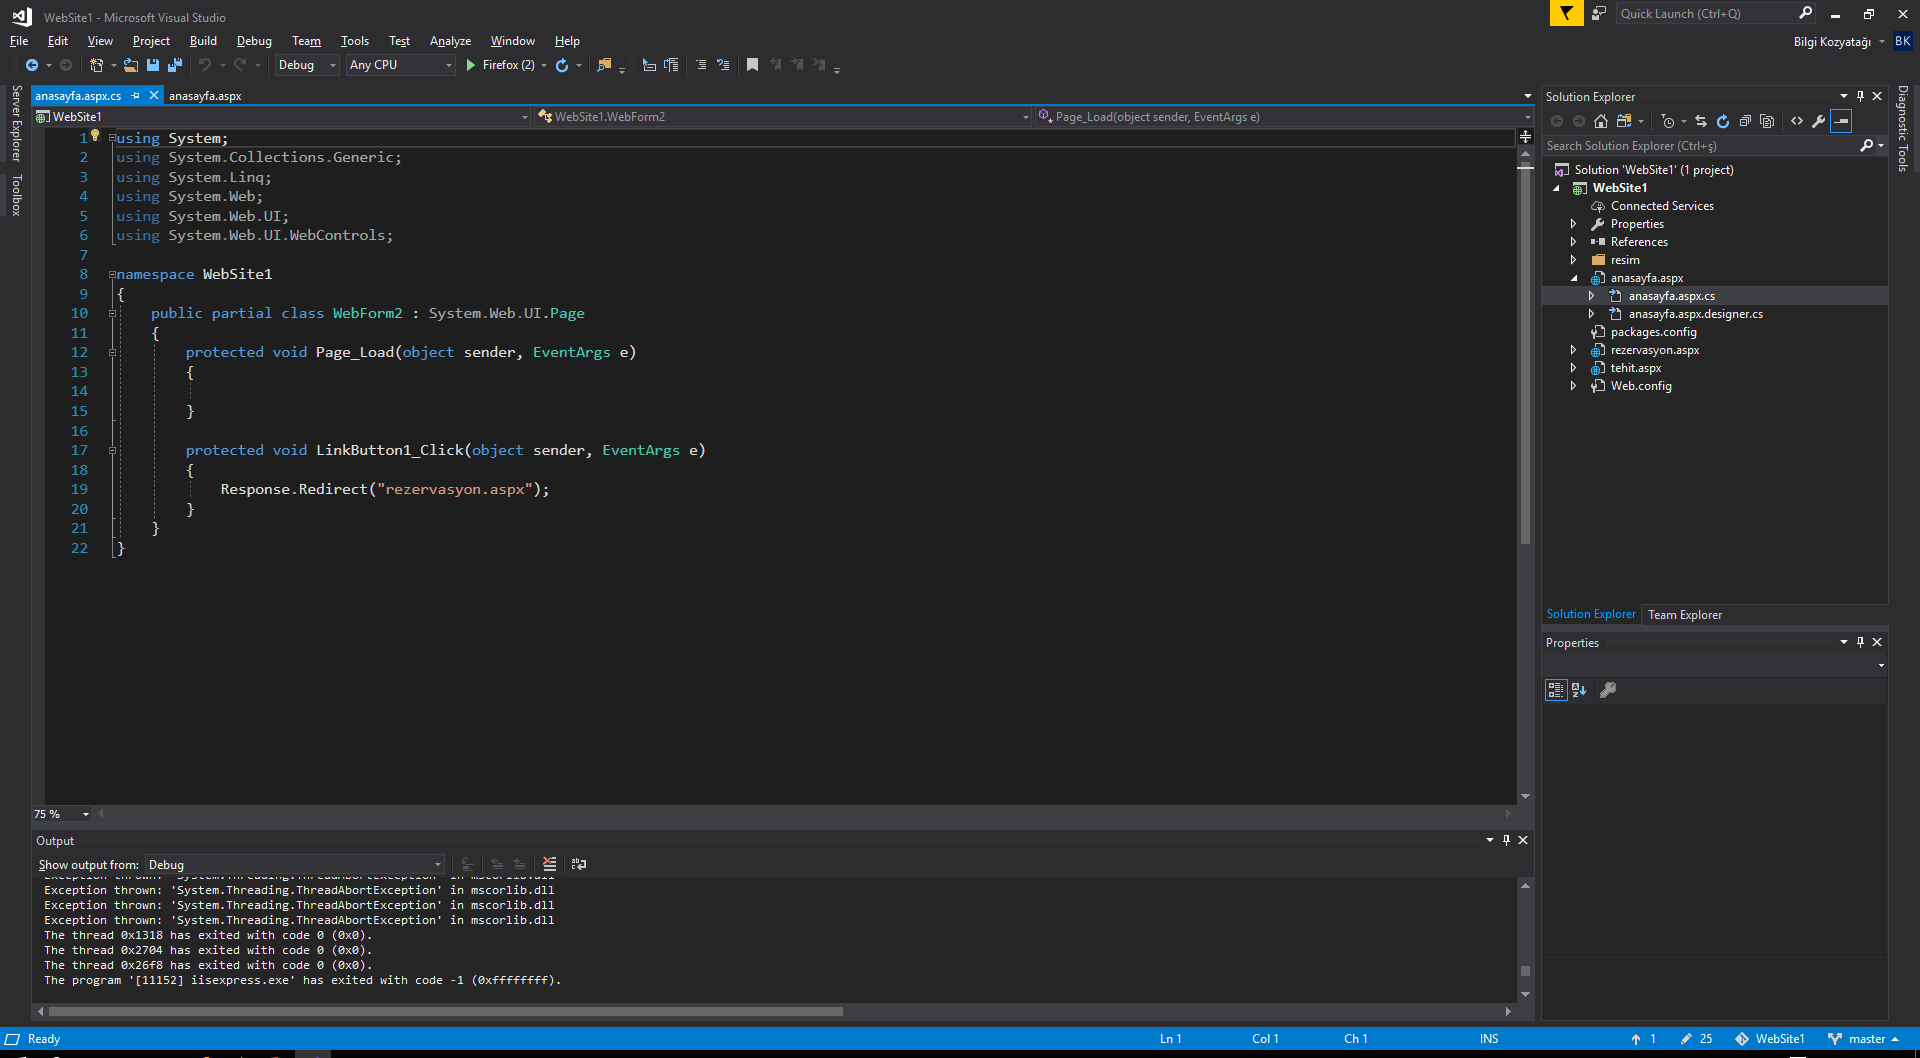 WebSite1 - Microsoft Visual Studio
Quick Launch (Ctrl+Q)
File Edit View Project Build Debug Team Tools Test Analyze Window Help
Bilgi Kozyatağı BK
Debug Any CPU Firefox (2)
Server Explorer
Toolbox
anasayfa.aspx.cs anasayfa.aspx
WebSite1 WebSite1.WebForm2 Page_Load(object sender, EventArgs e)
1 using System;
2 using System.Collections.Generic;
3 using System.Linq;
4 using System.Web;
5 using System.Web.UI;
6 using System.Web.UI.WebControls;
7
8 namespace WebSite1
9 {
10 public partial class WebForm2 : System.Web.UI.Page
11 {
12 protected void Page_Load(object sender, EventArgs e)
13 {
14
15 }
16
17 protected void LinkButton1_Click(object sender, EventArgs e)
18 {
19 Response.Redirect("rezervasyon.aspx");
20 }
21 }
22 }
75 %
Output
Show output from: Debug
Exception thrown: 'System.Threading.ThreadAbortException' in mscorlib.dll
Exception thrown: 'System.Threading.ThreadAbortException' in mscorlib.dll
Exception thrown: 'System.Threading.ThreadAbortException' in mscorlib.dll
Exception thrown: 'System.Threading.ThreadAbortException' in mscorlib.dll
The thread 0x1318 has exited with code 0 (0x0).
The thread 0x2704 has exited with code 0 (0x0).
The thread 0x26f8 has exited with code 0 (0x0).
The program '[11152] iisexpress.exe' has exited with code -1 (0xffffffff).
Solution Explorer
Search Solution Explorer (Ctrl+ş)
Solution 'WebSite1' (1 project)
WebSite1
Connected Services
Properties
References
resim
anasayfa.aspx
anasayfa.aspx.cs
anasayfa.aspx.designer.cs
packages.config
rezervasyon.aspx
tehit.aspx
Web.config
Solution Explorer Team Explorer
Properties
Diagnostic Tools
Ready Ln 1 Col 1 Ch 1 INS 1 25 WebSite1 master